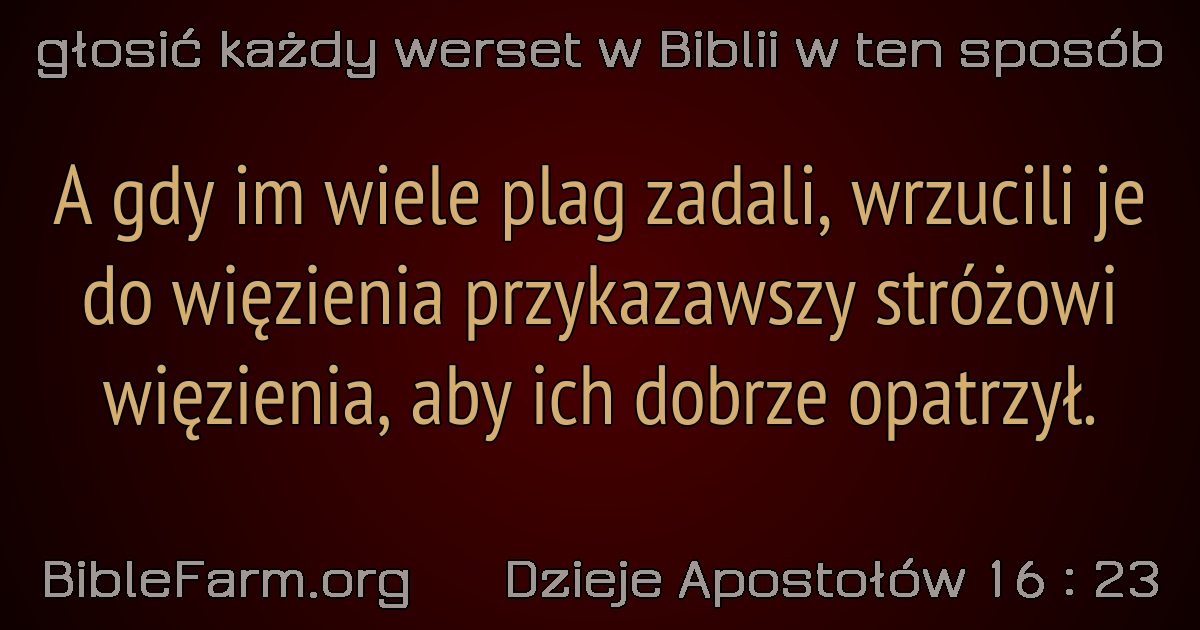 głosić każdy werset w Biblii w ten sposób
A gdy im wiele plag zadali, wrzucili je
do więzienia przykazawszy stróżowi
więzienia, aby ich dobrze opatrzył.
BibleFarm.org Dzieje Apostołów 16 : 23